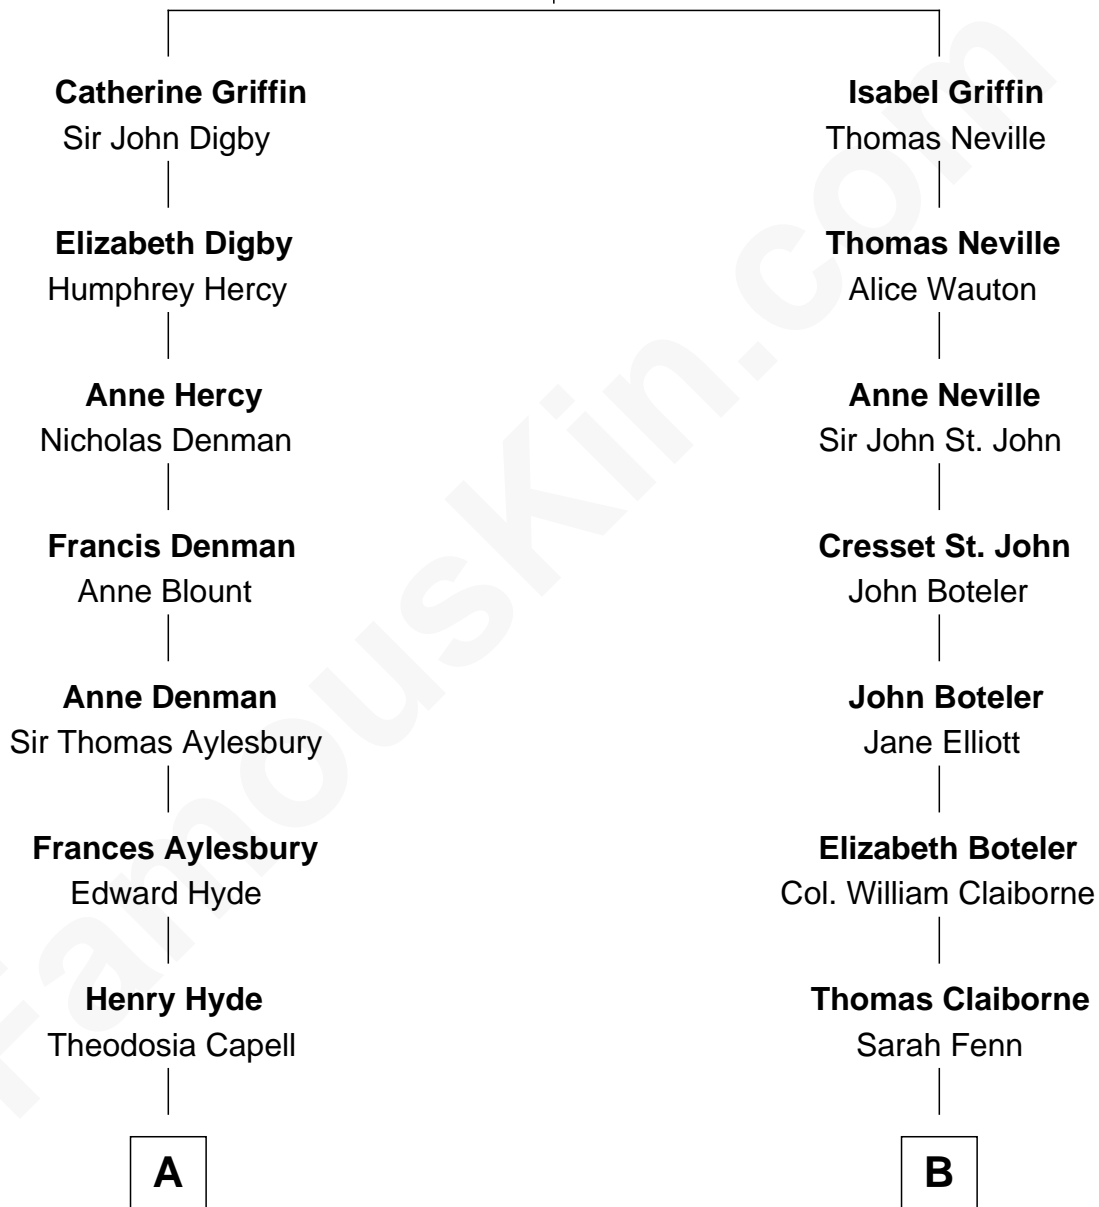 Catherine Griffin
Sir John Digby
Elizabeth Digby
Humphrey Hercy
Anne Hercy
Nicholas Denman
Francis Denman
Anne Blount
Anne Denman
Sir Thomas Aylesbury
Frances Aylesbury
Edward Hyde
Henry Hyde
Theodosia Capell
A
Isabel Griffin
Thomas Neville
Thomas Neville
Alice Wauton
Anne Neville
Sir John St. John
Cresset St. John
John Boteler
John Boteler
Jane Elliott
Elizabeth Boteler
Col. William Claiborne
Thomas Claiborne
Sarah Fenn
B
FamousKin.com